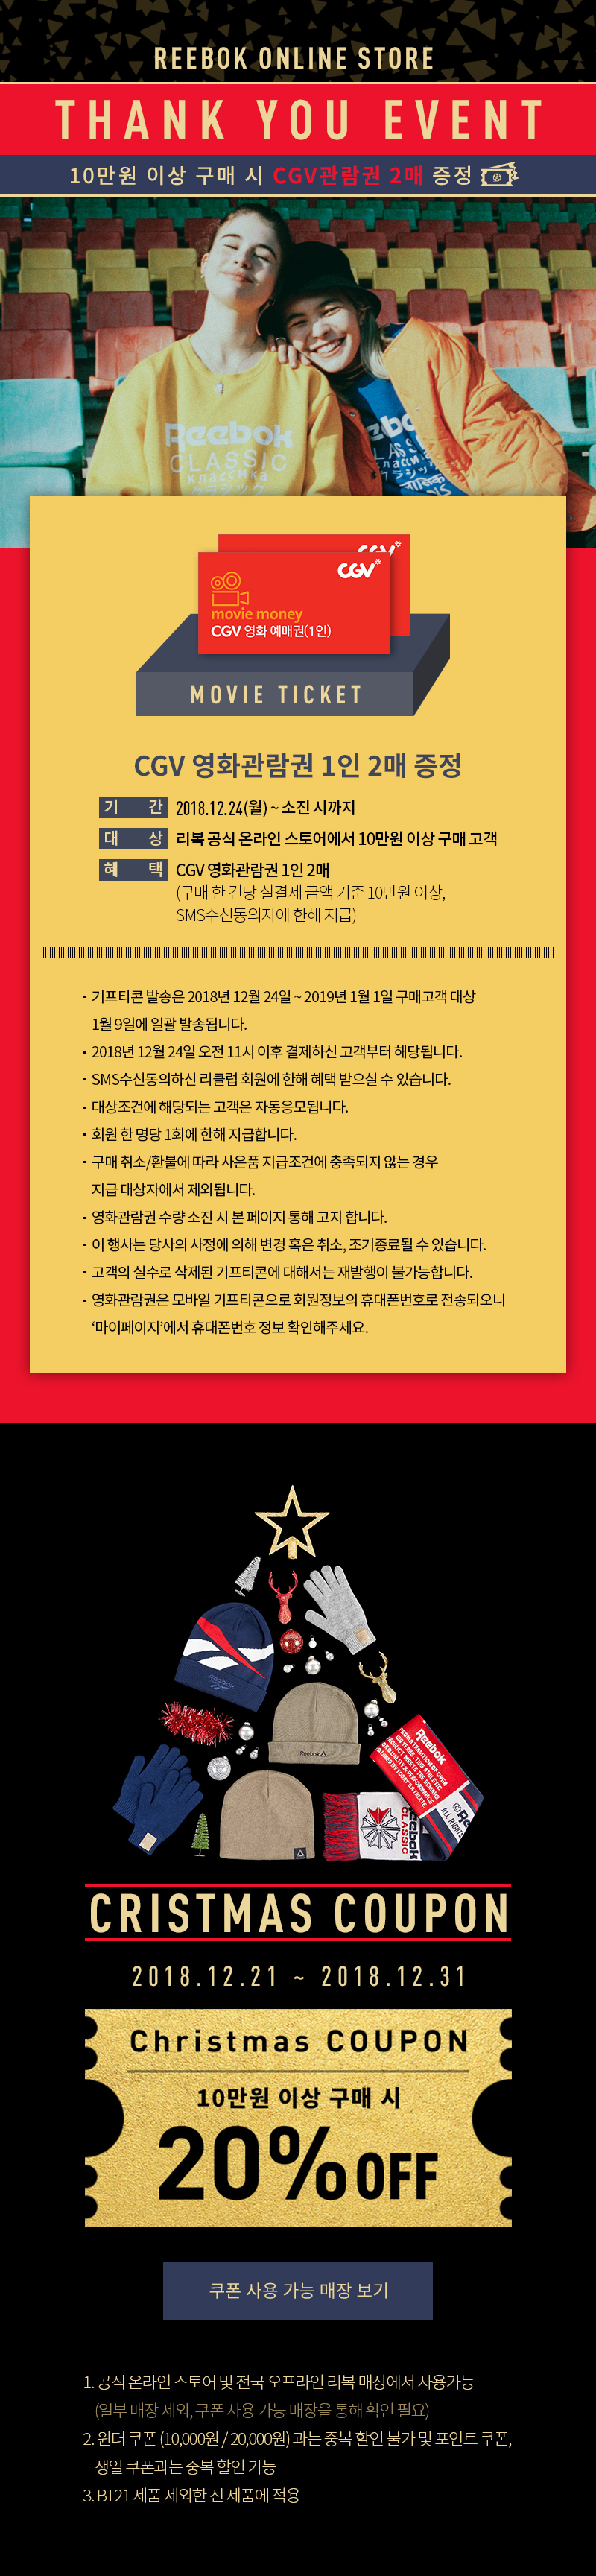 REEBOK ONLINE STORE
THANK YOU EVENT
10만원 이상 구매 시 CGV관람권 2매 증정
Reebok
CLASSIC
классика
クラシック
CGV
CGV
movie money
CGV 영화 예매권(1인)
MOVIE TICKET
CGV 영화관람권 1인 2매 증정
기 간 2018.12.24(월) ~ 소진 시까지
대 상 리복 공식 온라인 스토어에서 10만원 이상 구매 고객
혜 택 CGV 영화관람권 1인 2매
(구매 한 건당 실결제 금액 기준 10만원 이상,
SMS수신동의자에 한해 지급)
· 기프티콘 발송은 2018년 12월 24일 ~ 2019년 1월 1일 구매고객 대상
1월 9일에 일괄 발송됩니다.
· 2018년 12월 24일 오전 11시 이후 결제하신 고객부터 해당됩니다.
· SMS수신동의하신 리클럽 회원에 한해 혜택 받으실 수 있습니다.
· 대상조건에 해당되는 고객은 자동응모됩니다.
· 회원 한 명당 1회에 한해 지급합니다.
· 구매 취소/환불에 따라 사은품 지급조건에 충족되지 않는 경우
지급 대상자에서 제외됩니다.
· 영화관람권 수량 소진 시 본 페이지 통해 고지 합니다.
· 이 행사는 당사의 사정에 의해 변경 혹은 취소, 조기종료될 수 있습니다.
· 고객의 실수로 삭제된 기프티콘에 대해서는 재발행이 불가능합니다.
· 영화관람권은 모바일 기프티콘으로 회원정보의 휴대폰번호로 전송되오니
‘마이페이지’에서 휴대폰번호 정보 확인해주세요.
Reebok
Reebok
Reebok
CLASSIC
CRISTMAS COUPON
2018.12.21 ~ 2018.12.31
Christmas COUPON
10만원 이상 구매 시
20% OFF
쿠폰 사용 가능 매장 보기
1. 공식 온라인 스토어 및 전국 오프라인 리복 매장에서 사용가능
(일부 매장 제외, 쿠폰 사용 가능 매장을 통해 확인 필요)
2. 윈터 쿠폰 (10,000원 / 20,000원) 과는 중복 할인 불가 및 포인트 쿠폰,
생일 쿠폰과는 중복 할인 가능
3. BT21 제품 제외한 전 제품에 적용